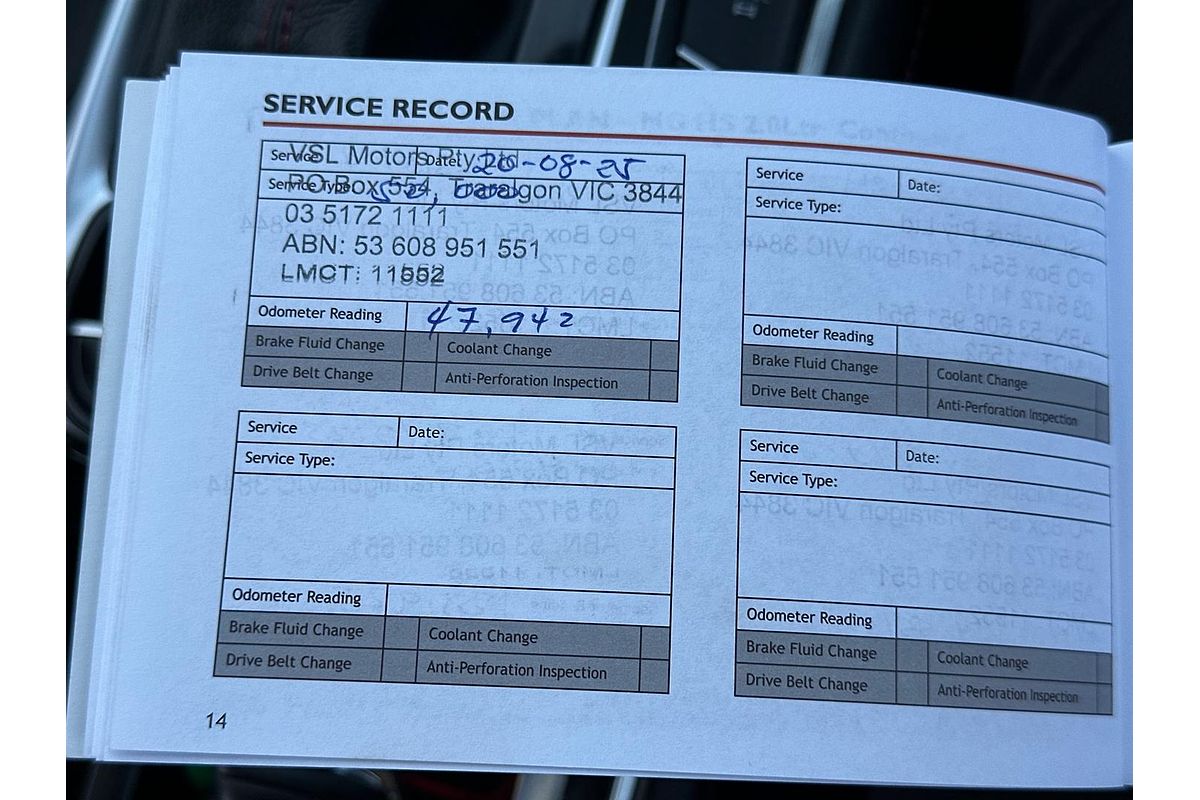 SERVICE RECORD
Service VSL Motors Pty Ltd Date: 20-08-25
Service Type: PO Box 554, Traralgon VIC 3844
03 5172 1111
ABN: 53 608 951 551
LMCT: 11552
Odometer Reading 47,942
Brake Fluid Change Coolant Change
Drive Belt Change Anti-Perforation Inspection
Service Date:
Service Type:
Odometer Reading
Brake Fluid Change Coolant Change
Drive Belt Change Anti-Perforation Inspection
Service Date:
Service Type:
Odometer Reading
Brake Fluid Change Coolant Change
Drive Belt Change Anti-Perforation Inspection
Service Date:
Service Type:
Odometer Reading
Brake Fluid Change Coolant Change
Drive Belt Change Anti-Perforation Inspection
14